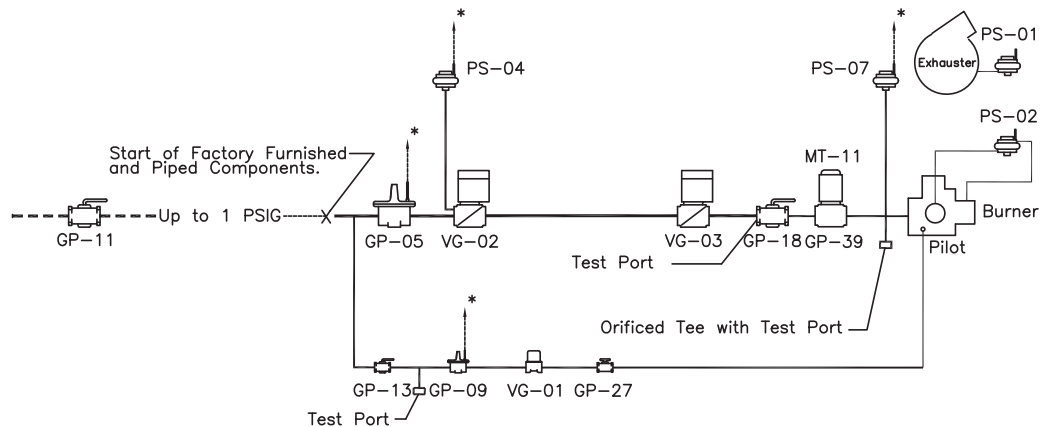 *
*
PS-04
PS-07
Exhauster
PS-01
PS-02
*
Start of Factory Furnished
and Piped Components.
MT-11
Up to 1 PSIG
GP-11
GP-05
VG-02
VG-03
GP-18
GP-39
Burner
Pilot
Test Port
*
Orificed Tee with Test Port
GP-13
GP-09
VG-01
GP-27
Test Port